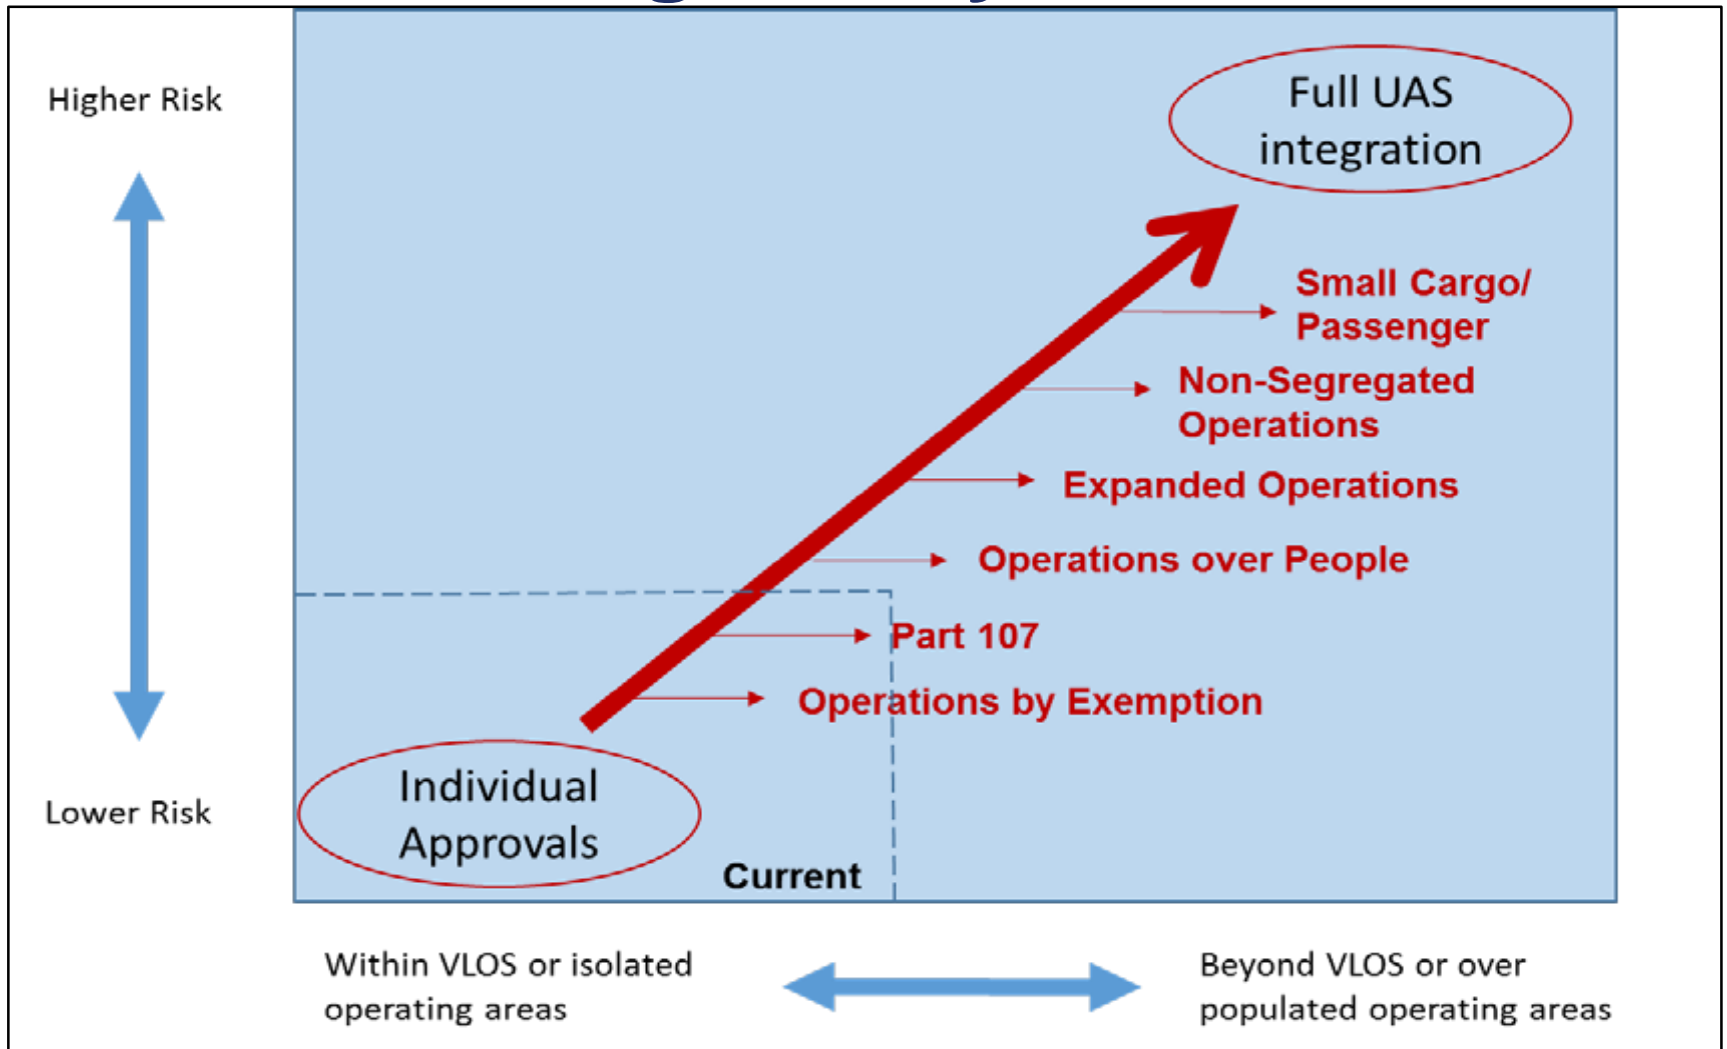 Higher Risk
Full UAS
integration
Small Cargo/
Passenger
Non-Segregated
Operations
Expanded Operations
Operations over People
Part 107
Operations by Exemption
Individual
Approvals
Lower Risk
Current
Within VLOS or isolated
operating areas
Beyond VLOS or over
populated operating areas